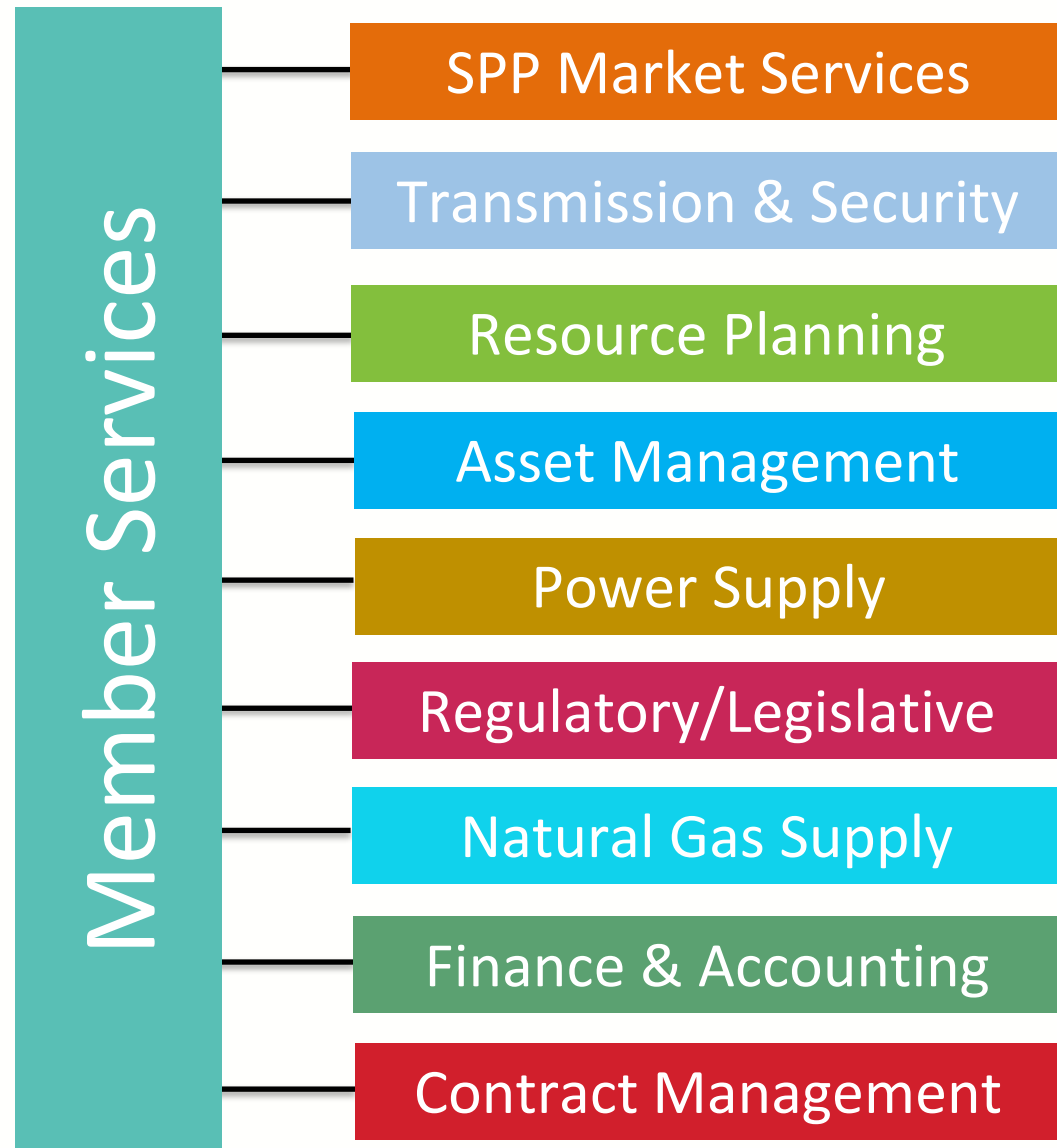 Member Services
SPP Market Services
Transmission & Security
Resource Planning
Asset Management
Power Supply
Regulatory/Legislative
Natural Gas Supply
Finance & Accounting
Contract Management